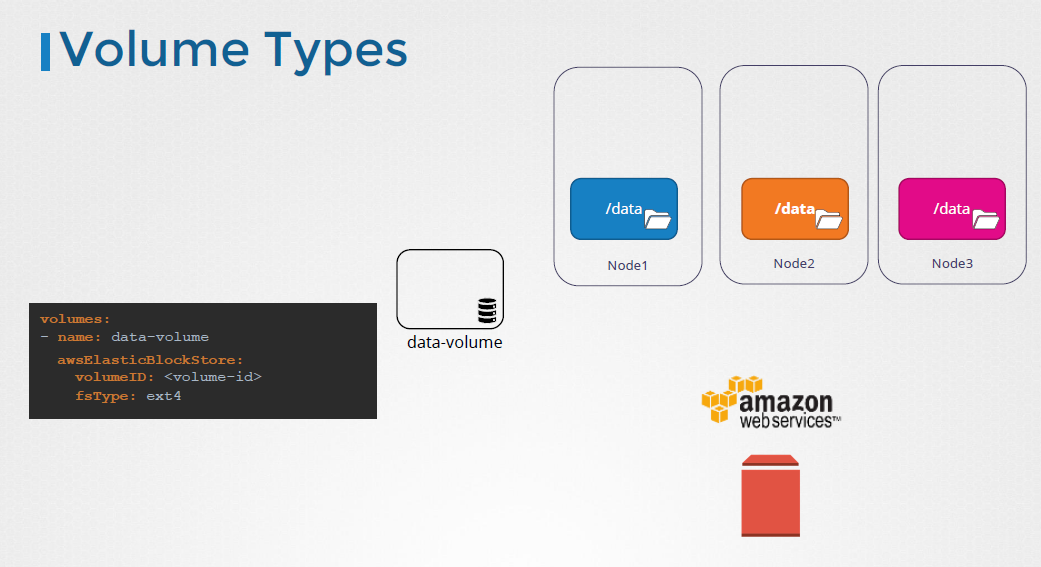 Volume Types
/data
/data
/data
Node1
Node2
Node3
data-volume
volumes:
- name: data-volume
awsElasticBlockStore:
volumeID: <volume-id>
fsType: ext4
amazon
web services™